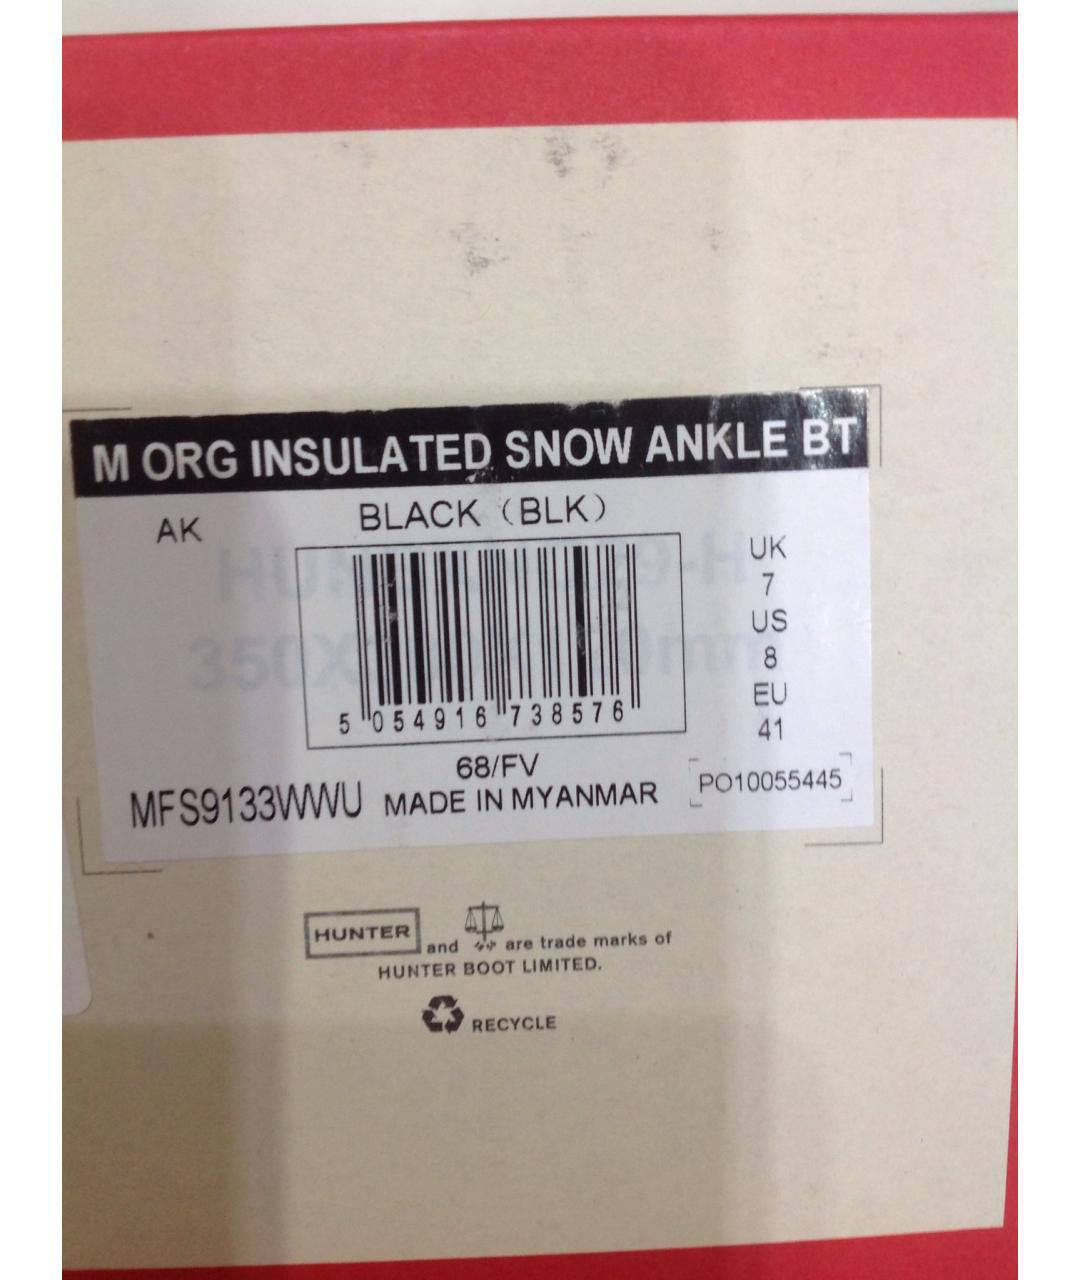 M ORG INSULATED SNOW ANKLE BT
AK
BLACK (BLK)
UK
7
US
8
EU
41
5 054916 738576
68/FV
MFS9133WWU MADE IN MYANMAR
PO10055445
HUNTER and are trade marks of
HUNTER BOOT LIMITED.
RECYCLE